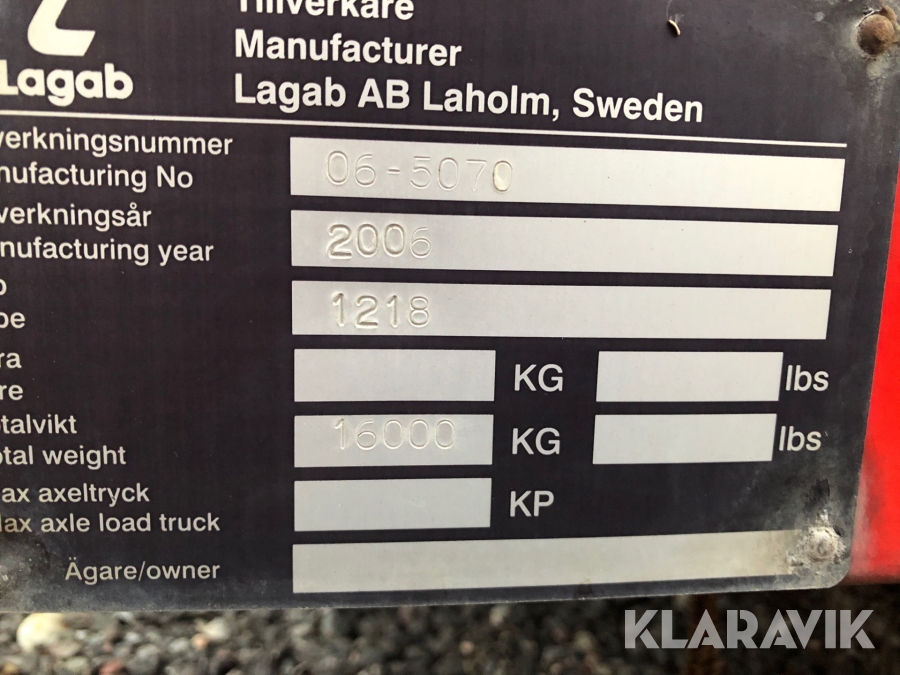 Tillverkare
Manufacturer
Lagab
Lagab AB Laholm, Sweden
verkningsnummer
nufacturing No
06-5070
verkningsår
nufacturing year
2006
pe
1218
ra
re
KG
lbs
talvikt
tal weight
16000
KG
lbs
ax axeltryck
ax axle load truck
KP
Ägare/owner
KLARAVIK